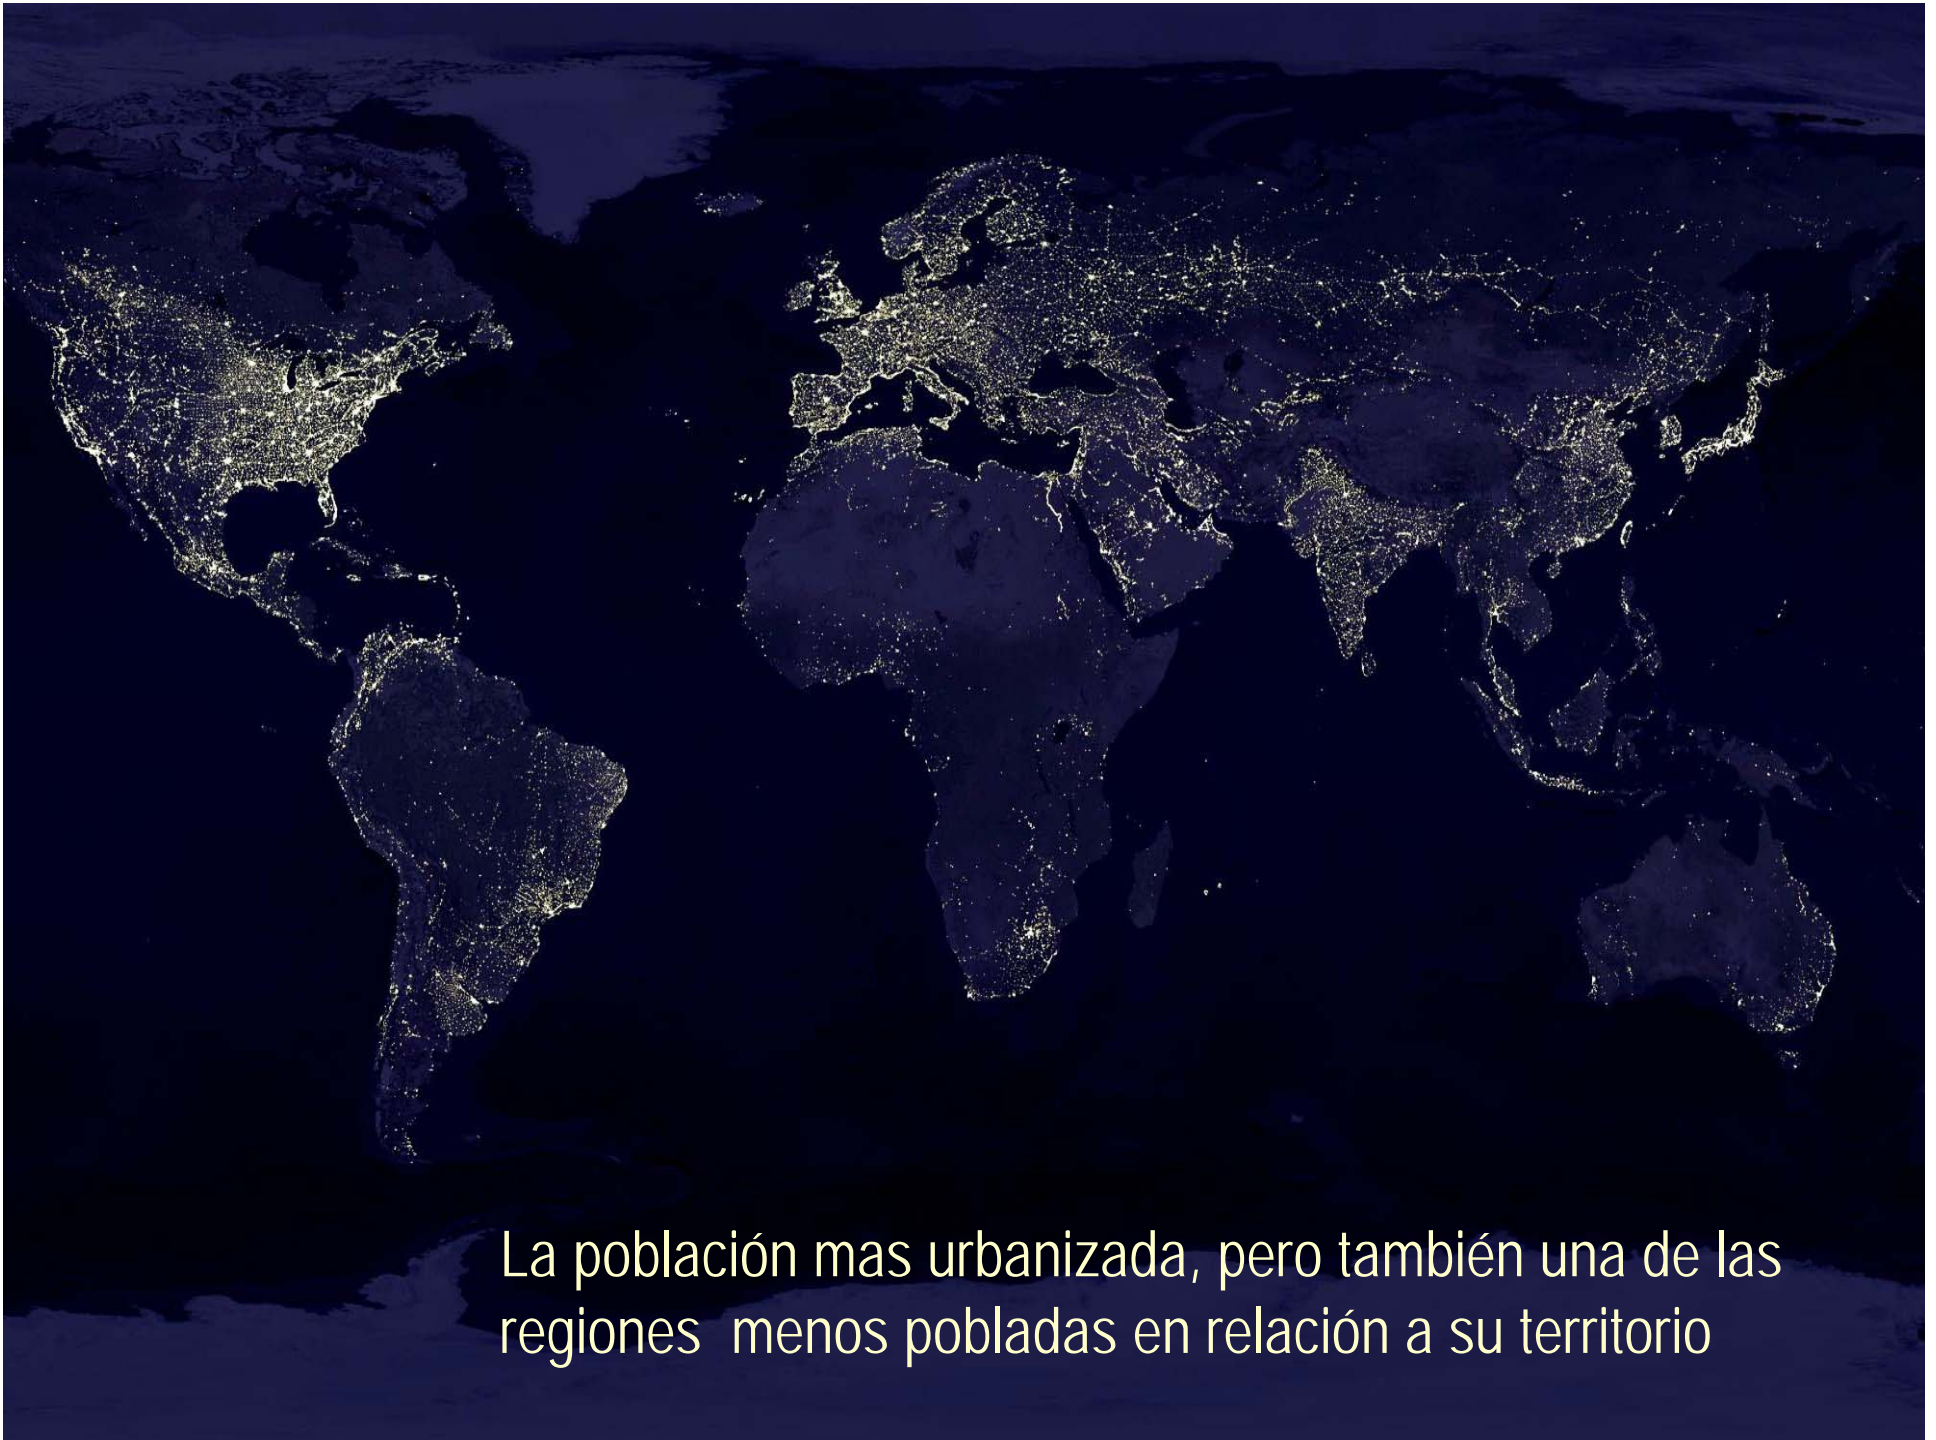 La población mas urbanizada, pero también una de las
regiones  menos pobladas en relación a su territorio